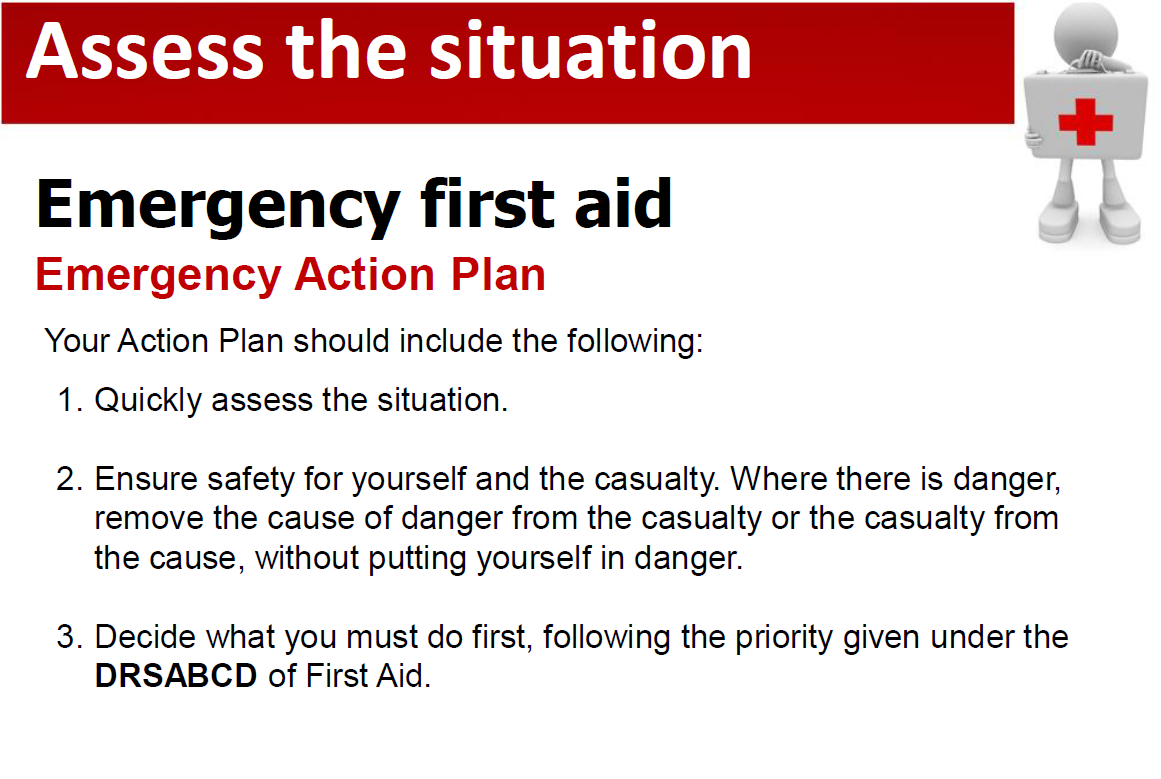 Assess the situation
Emergency first aid
Emergency Action Plan
Your Action Plan should include the following:
1. Quickly assess the situation.
2. Ensure safety for yourself and the casualty. Where there is danger,
remove the cause of danger from the casualty or the casualty from
the cause, without putting yourself in danger.
3. Decide what you must do first, following the priority given under the
DRSABCD of First Aid.